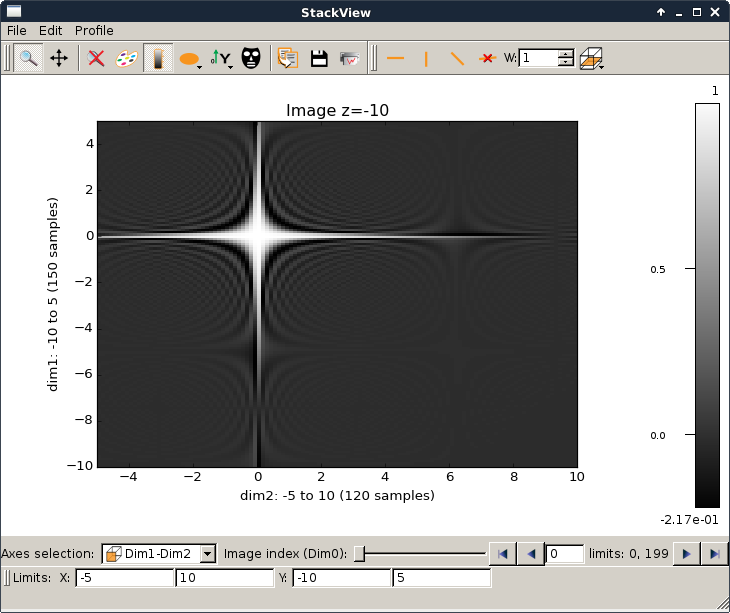 StackView
File Edit Profile
Y W: 1
Image z=-10
1
0.5
0.0
-2.17e-01
dim1: -10 to 5 (150 samples)
4
2
0
−2
−4
−6
−8
−10
−4 −2 0 2 4 6 8 10
dim2: -5 to 10 (120 samples)
Axes selection: Dim1-Dim2 Image index (Dim0): 0 limits: 0, 199
Limits: X: -5 10 Y: -10 5